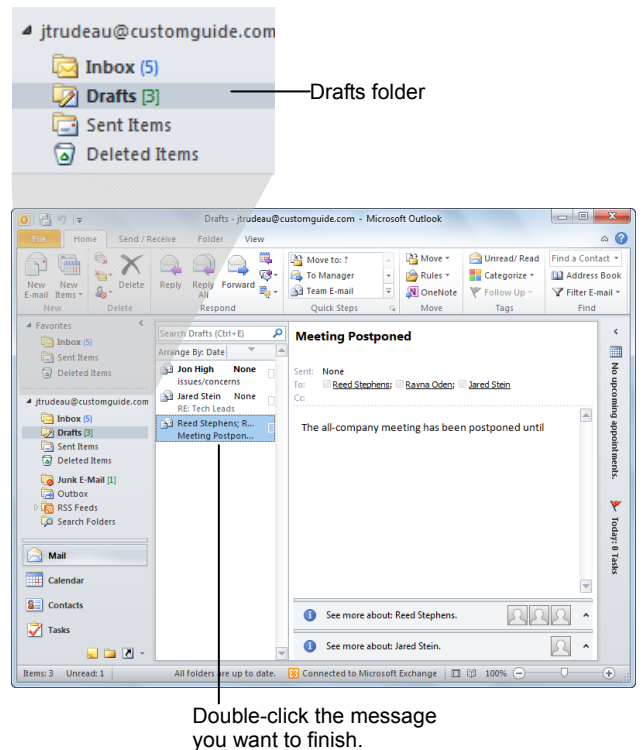 jtrudeau@customguide.com
Inbox (5)
Drafts [3]
Drafts folder
Sent Items
Deleted Items
Drafts - jtrudeau@customguide.com - Microsoft Outlook
File Home Send / Receive Folder View
New E-mail
New Items
Delete
Reply
Reply All
Forward
Move to: ?
To Manager
Team E-mail
Move
Rules
OneNote
Unread/ Read
Categorize
Follow Up
Find a Contact
Address Book
Filter E-mail
New Delete Respond Quick Steps Move Tags Find
Favorites
Inbox (5)
Sent Items
Deleted Items
jtrudeau@customguide.com
Inbox (5)
Drafts [3]
Sent Items
Deleted Items
Junk E-Mail [1]
Outbox
RSS Feeds
Search Folders
Mail
Calendar
Contacts
Tasks
Search Drafts (Ctrl+E)
Arrange By: Date
Jon High None
issues/concerns
Jared Stein None
RE: Tech Leads
Reed Stephens; R...
Meeting Postpon...
Meeting Postponed
Sent: None
To: Reed Stephens; Ravna Oden; Jared Stein
Cc:
The all-company meeting has been postponed until
See more about: Reed Stephens.
See more about: Jared Stein.
No upcoming appointments.
Today: 0 Tasks
Items: 3 Unread: 1 All folders are up to date. Connected to Microsoft Exchange 100%
Double-click the message
you want to finish.